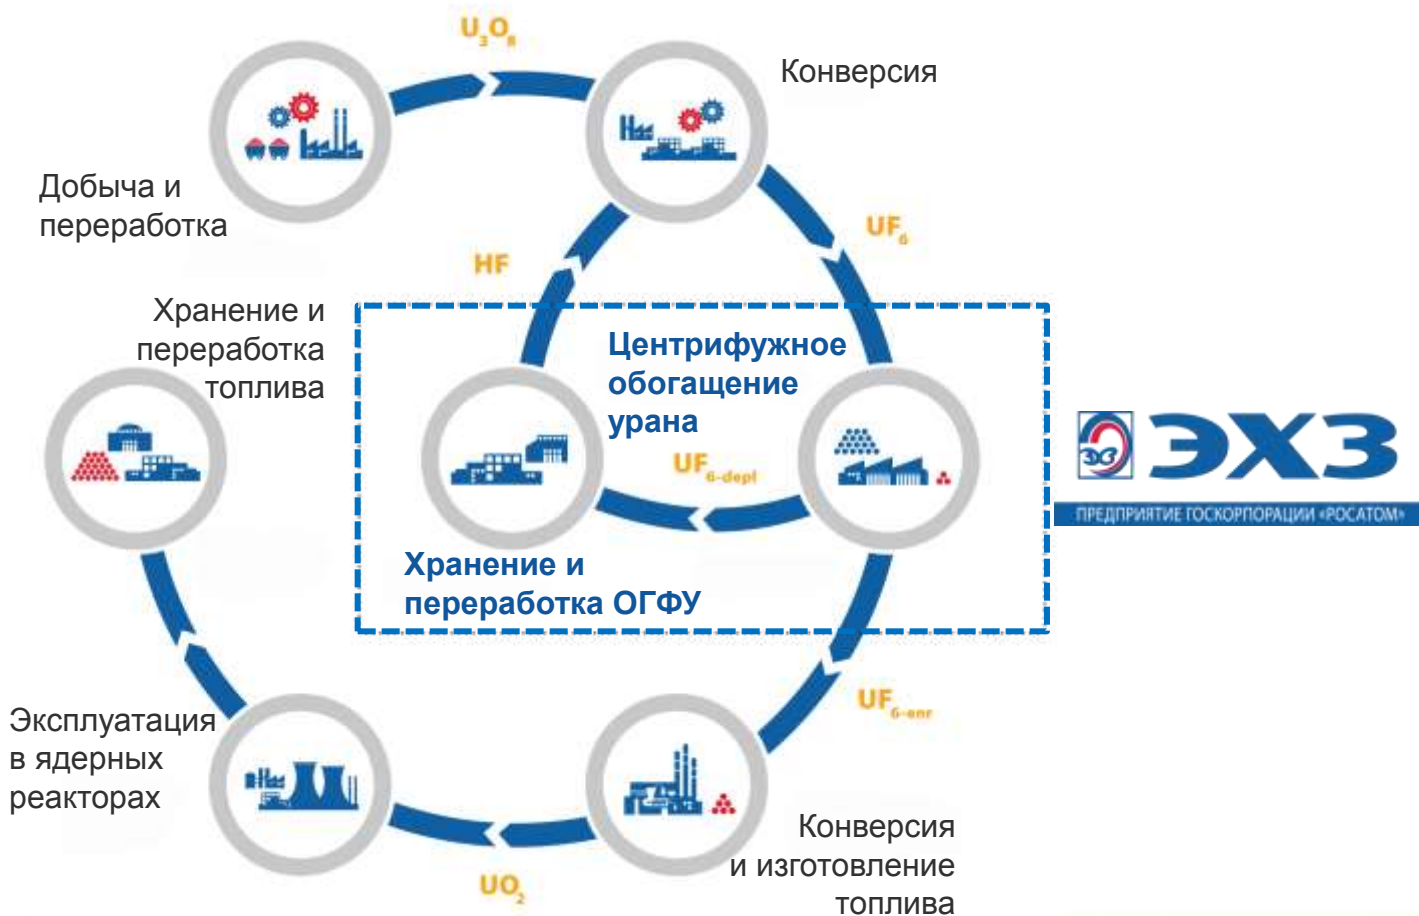 U₃O₈
Конверсия
Добыча и
переработка
UF₆
HF
Хранение и
переработка
топлива
Центрифужное
обогащение
урана
UF₆₋depl
ЭХЗ
ЭХЗ
ПРЕДПРИЯТИЕ ГОСКОРПОРАЦИИ «РОСАТОМ»
Хранение и
переработка ОГФУ
UF₆₋enr
Эксплуатация
в ядерных
реакторах
Конверсия
и изготовление
топлива
UO₂